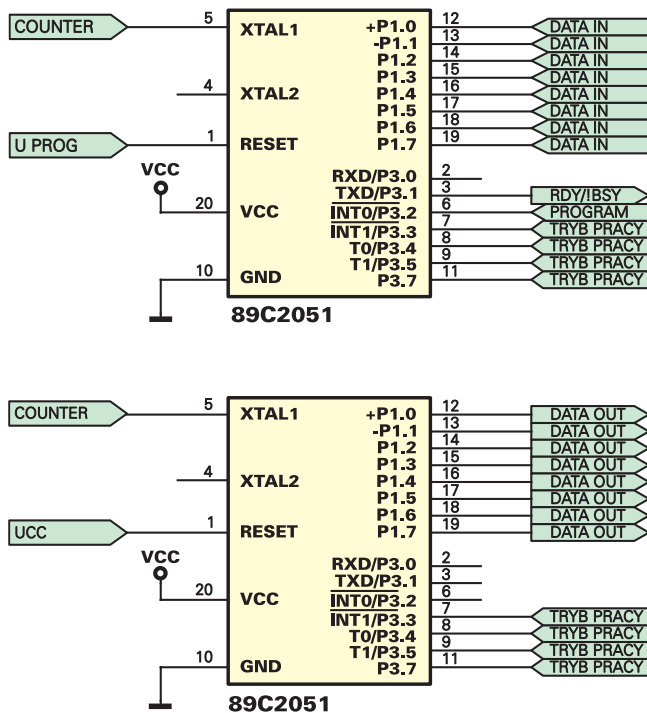 COUNTER 5 XTAL1 +P1.0 12 DATA IN
-P1.1 13 DATA IN
P1.2 14 DATA IN
P1.3 15 DATA IN
4 XTAL2 P1.4 16 DATA IN
P1.5 17 DATA IN
P1.6 18 DATA IN
U PROG 1 RESET P1.7 19 DATA IN
VCC RXD/P3.0 2
TXD/P3.1 3 RDY/!BSY
20 VCC INT0/P3.2 6 PROGRAM
INT1/P3.3 7 TRYB PRACY
T0/P3.4 8 TRYB PRACY
T1/P3.5 9 TRYB PRACY
10 GND P3.7 11 TRYB PRACY
89C2051
COUNTER 5 XTAL1 +P1.0 12 DATA OUT
-P1.1 13 DATA OUT
P1.2 14 DATA OUT
P1.3 15 DATA OUT
4 XTAL2 P1.4 16 DATA OUT
P1.5 17 DATA OUT
P1.6 18 DATA OUT
UCC 1 RESET P1.7 19 DATA OUT
VCC RXD/P3.0 2
TXD/P3.1 3
20 VCC INT0/P3.2 6
INT1/P3.3 7 TRYB PRACY
T0/P3.4 8 TRYB PRACY
T1/P3.5 9 TRYB PRACY
10 GND P3.7 11 TRYB PRACY
89C2051